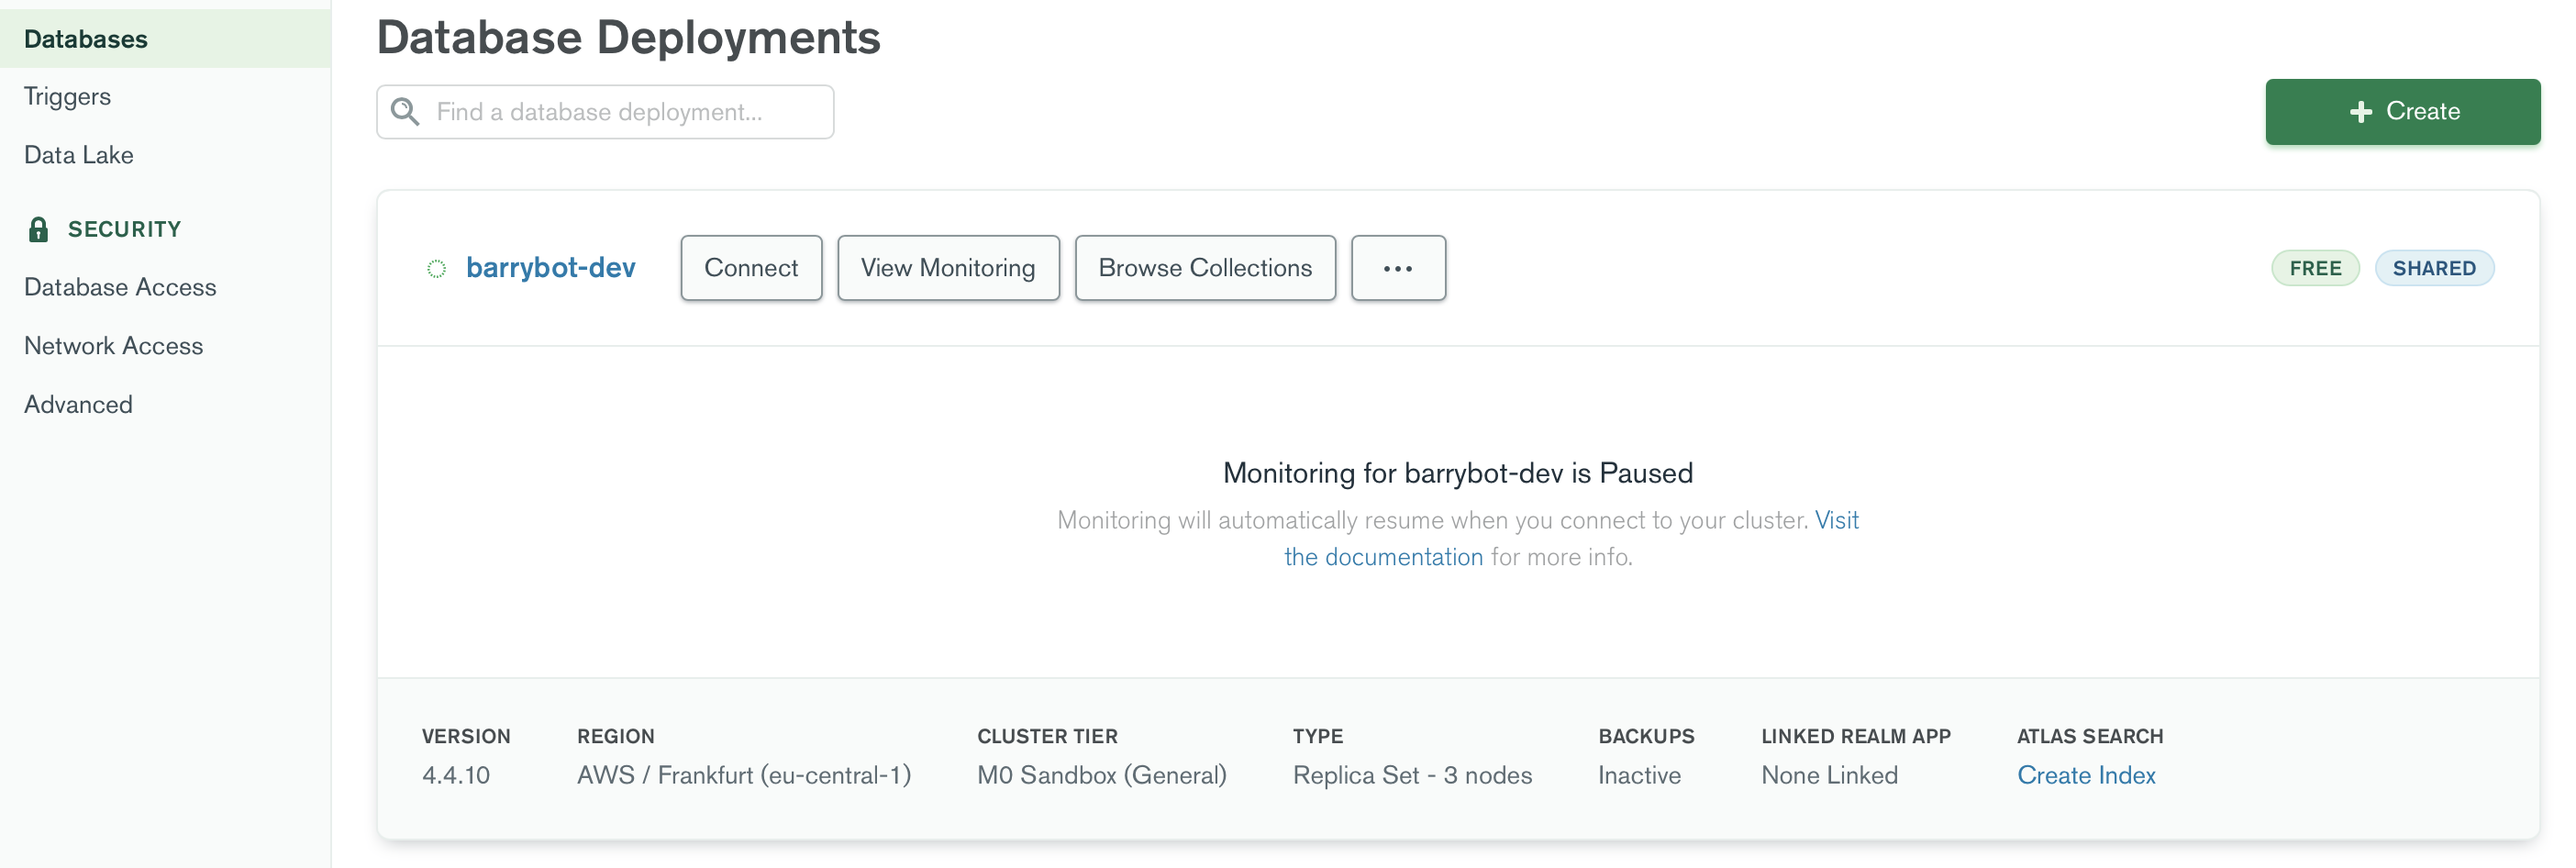 Databases
Triggers
Data Lake
SECURITY
Database Access
Network Access
Advanced
Database Deployments
Find a database deployment...
Create
barrybot-dev
Connect
View Monitoring
Browse Collections
...
FREE
SHARED
Monitoring for barrybot-dev is Paused
Monitoring will automatically resume when you connect to your cluster. Visit
the documentation for more info.
VERSION
4.4.10
REGION
AWS / Frankfurt (eu-central-1)
CLUSTER TIER
M0 Sandbox (General)
TYPE
Replica Set - 3 nodes
BACKUPS
Inactive
LINKED REALM APP
None Linked
ATLAS SEARCH
Create Index